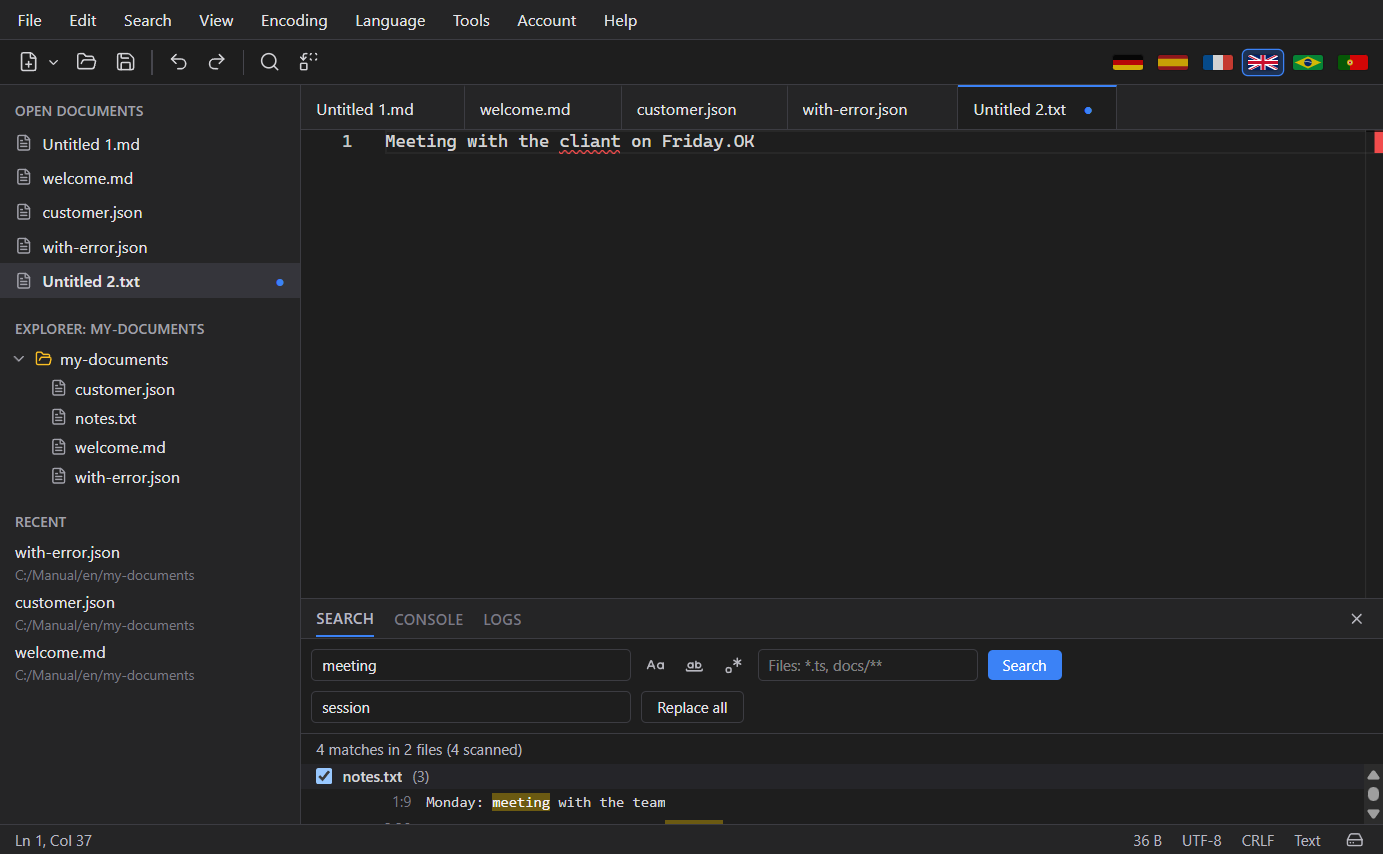 File Edit Search View Encoding Language Tools Account Help
OPEN DOCUMENTS
Untitled 1.md
welcome.md
customer.json
with-error.json
Untitled 2.txt
EXPLORER: MY-DOCUMENTS
my-documents
customer.json
notes.txt
welcome.md
with-error.json
RECENT
with-error.json
C:/Manual/en/my-documents
customer.json
C:/Manual/en/my-documents
welcome.md
C:/Manual/en/my-documents
Untitled 1.md welcome.md customer.json with-error.json Untitled 2.txt
1 Meeting with the cliant on Friday.OK
SEARCH CONSOLE LOGS
meeting Aa ab Files: *.ts, docs/** Search
session Replace all
4 matches in 2 files (4 scanned)
notes.txt (3)
1:9 Monday: meeting with the team
Ln 1, Col 37 36 B UTF-8 CRLF Text